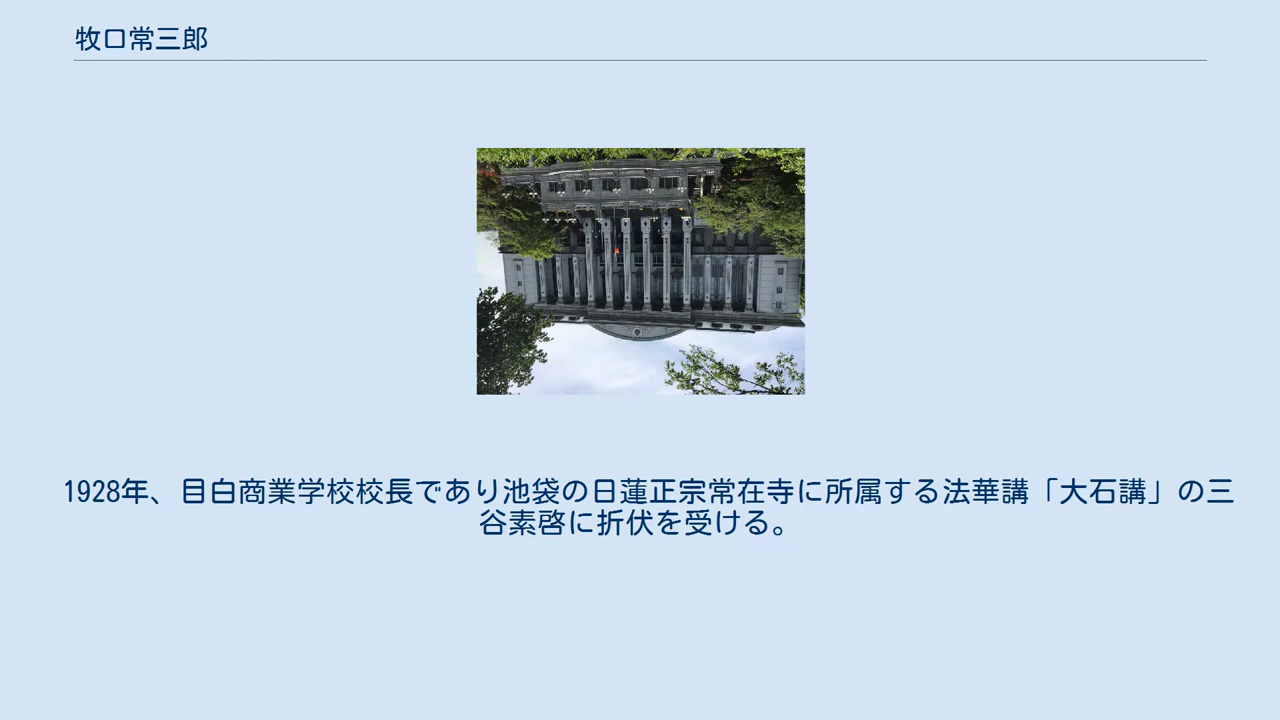 牧口常三郎
1928年、目白商業学校校長であり池袋の日蓮正宗常在寺に所属する法華講「大石講」の三
谷素啓に折伏を受ける。